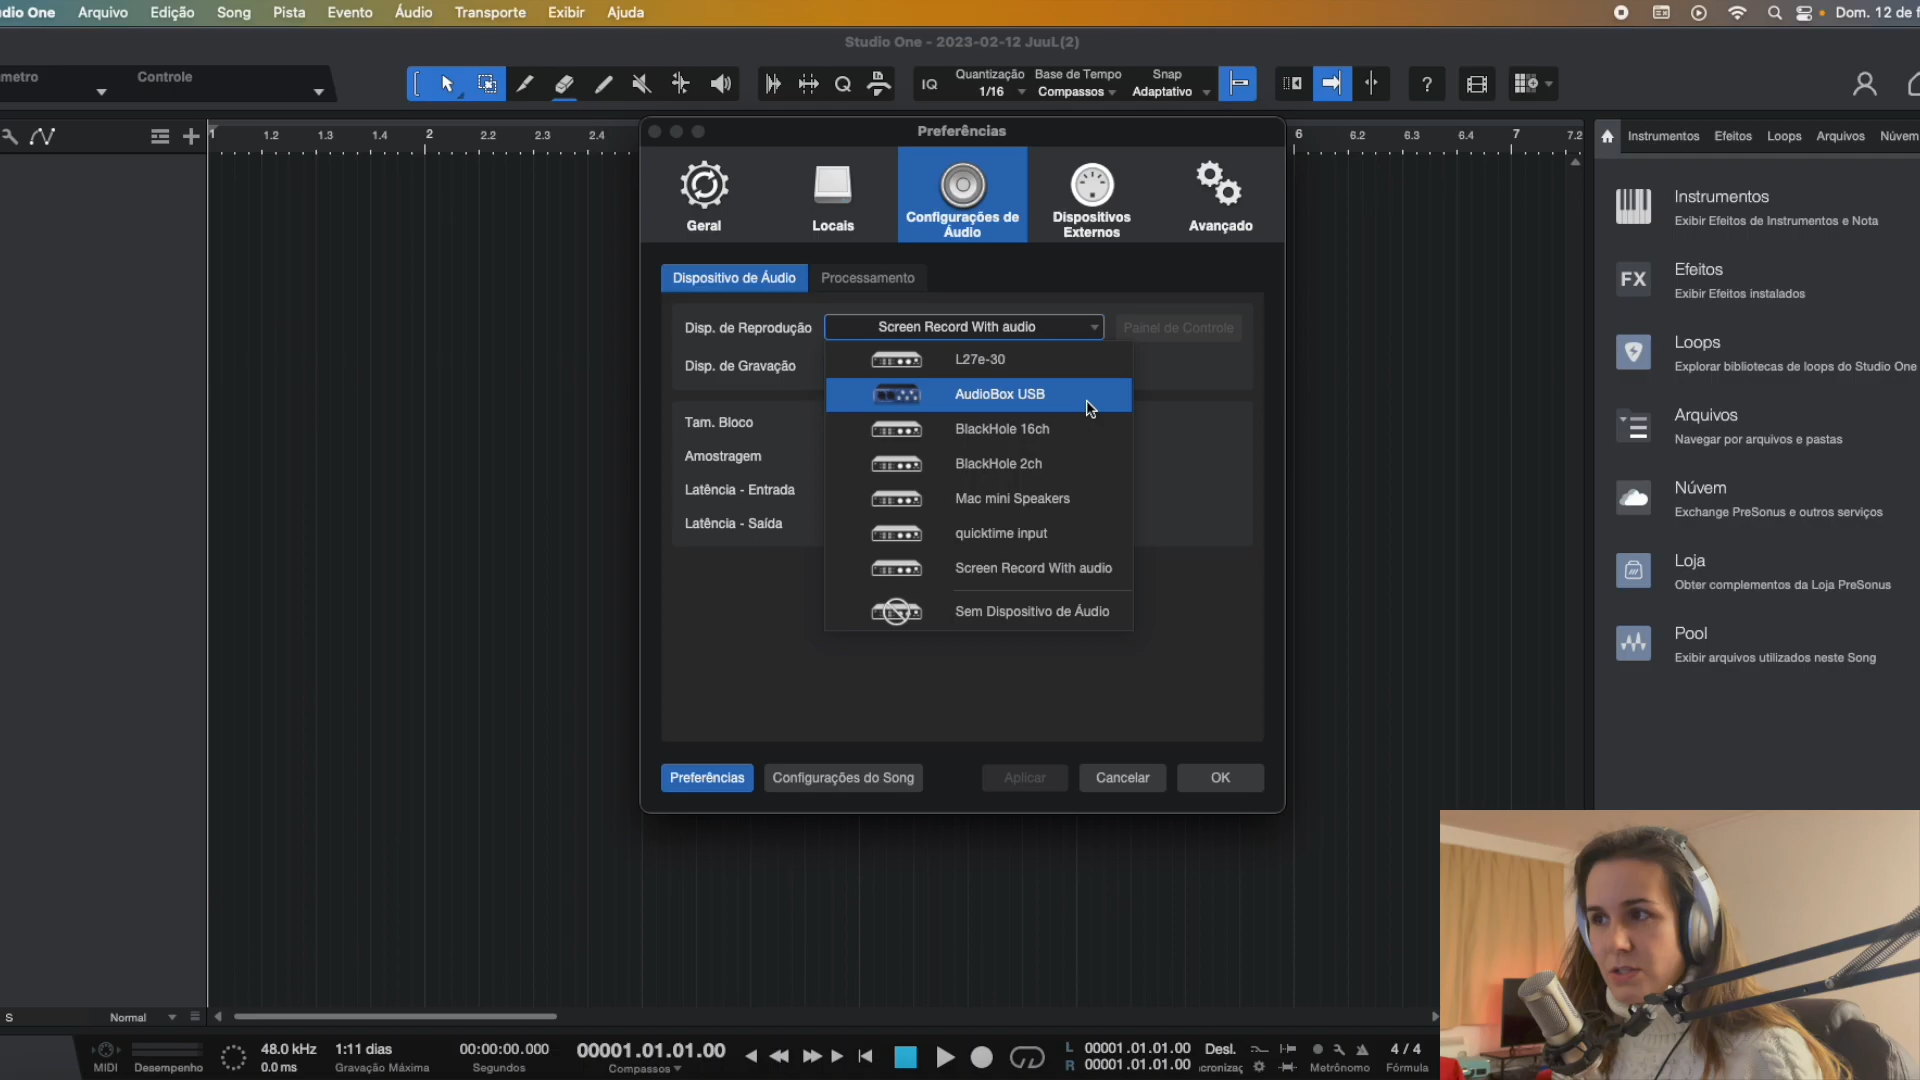 dio One Arquivo Edição Song Pista Evento Áudio Transporte Exibir Ajuda Dom. 12 de f
Studio One - 2023-02-12 JuuL(2)
metro Controle
IQ Quantização Base de Tempo Snap
1/16 Compassos Adaptativo
?
1 1.2 1.3 1.4 2 2.2 2.3 2.4 6 6.2 6.3 6.4 7 7.2
Preferências
Geral
Locais
Configurações de
Áudio
Dispositivos
Externos
Avançado
Dispositivo de Áudio Processamento
Disp. de Reprodução Screen Record With audio Painel de Controle
Disp. de Gravação
Tam. Bloco
Amostragem
Latência - Entrada
Latência - Saída
L27e-30
AudioBox USB
BlackHole 16ch
BlackHole 2ch
Mac mini Speakers
quicktime input
Screen Record With audio
Sem Dispositivo de Áudio
Preferências Configurações do Song Aplicar Cancelar OK
Instrumentos Efeitos Loops Arquivos Núvem
Instrumentos
Exibir Efeitos de Instrumentos e Nota
FX
Efeitos
Exibir Efeitos instalados
Loops
Explorar bibliotecas de loops do Studio One
Arquivos
Navegar por arquivos e pastas
Núvem
Exchange PreSonus e outros serviços
Loja
Obter complementos da Loja PreSonus
Pool
Exibir arquivos utilizados neste Song
S Normal
MIDI Desempenho
48.0 kHz
0.0 ms
1:11 dias
Gravação Máxima
00:00:00.000
Segundos
00001.01.01.00
Compassos
L 00001.01.01.00
R 00001.01.01.00
Desl.
cronizaç
Metrônomo
4 / 4
Fórmula